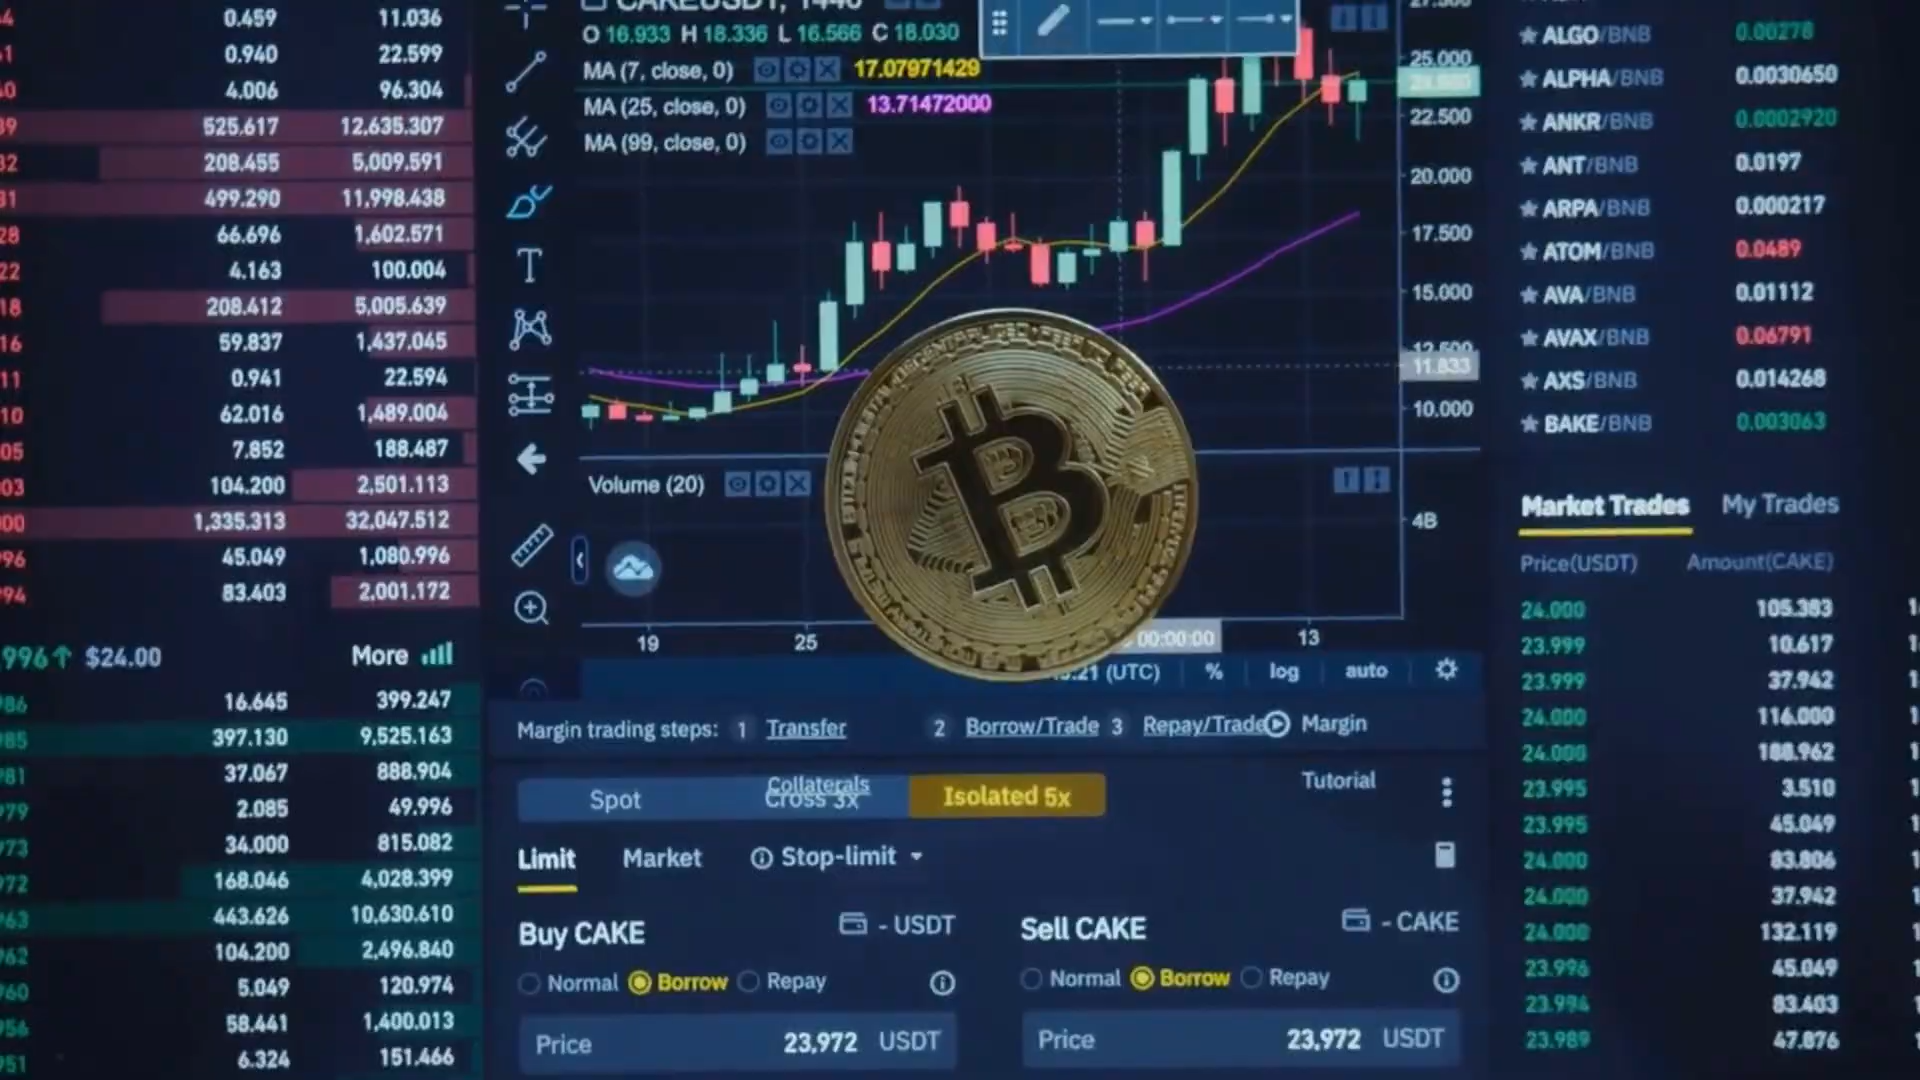 0.459 11.036
0.940 22.599
4.006 96.304
525.617 12,635.307
208.455 5,009.591
499.290 11,998.438
66.696 1,602.571
4.163 100.004
208.412 5,005.639
59.837 1,437.045
0.941 22.594
62.016 1,489.004
7.852 188.487
104.200 2,501.113
1,335.313 32,047.512
45.049 1,080.996
83.403 2,001.172
996↑ $24.00 More
16.645 399.247
397.130 9,525.163
37.067 888.904
2.085 49.996
34.000 815.082
168.046 4,028.399
443.626 10,630.610
104.200 2,496.840
5.049 120.974
58.441 1,400.013
6.324 151.466
CAKEUSDT, 1440
O 16.933 H 18.336 L 16.566 C 18.030
MA (7, close, 0) 17.07971429
MA (25, close, 0) 13.71472000
MA (99, close, 0)
25.000
22.500
20.000
17.500
15.000
12.500
11.833
10.000
Volume (20)
4B
19 25 00:00:00 13
21 (UTC) % log auto
Margin trading steps: 1 Transfer 2 Borrow/Trade 3 Repay/Trade Margin
Collaterals Tutorial
Spot Cross 3x Isolated 5x
Limit Market Stop-limit
Buy CAKE - USDT Sell CAKE - CAKE
Normal Borrow Repay Normal Borrow Repay
Price 23,972 USDT Price 23,972 USDT
ALGO/BNB 0.00278
ALPHA/BNB 0.0030650
ANKR/BNB 0.0002920
ANT/BNB 0.0197
ARPA/BNB 0.000217
ATOM/BNB 0.0489
AVA/BNB 0.01112
AVAX/BNB 0.06791
AXS/BNB 0.014268
BAKE/BNB 0.003063
Market Trades My Trades
Price(USDT) Amount(CAKE)
24.000 105.383
23.999 10.617
23.999 37.942
24.000 116.000
24.000 188.962
23.995 3.510
23.995 45.049
24.000 83.806
24.000 37.942
24.000 132.119
23.996 45.049
23.994 83.403
23.989 47.076